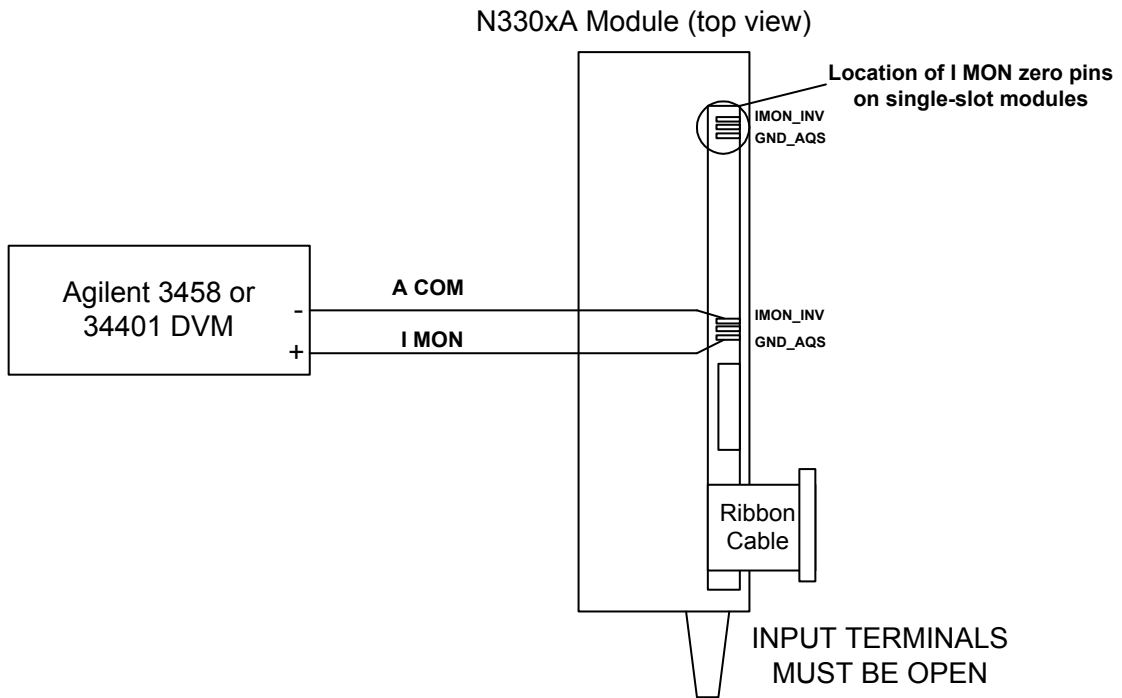 N330xA Module (top view)
Location of I MON zero pins
on single-slot modules
IMON_INV
GND_AQS
Agilent 3458 or
34401 DVM
-
+
A COM
I MON
IMON_INV
GND_AQS
Ribbon
Cable
INPUT TERMINALS
MUST BE OPEN